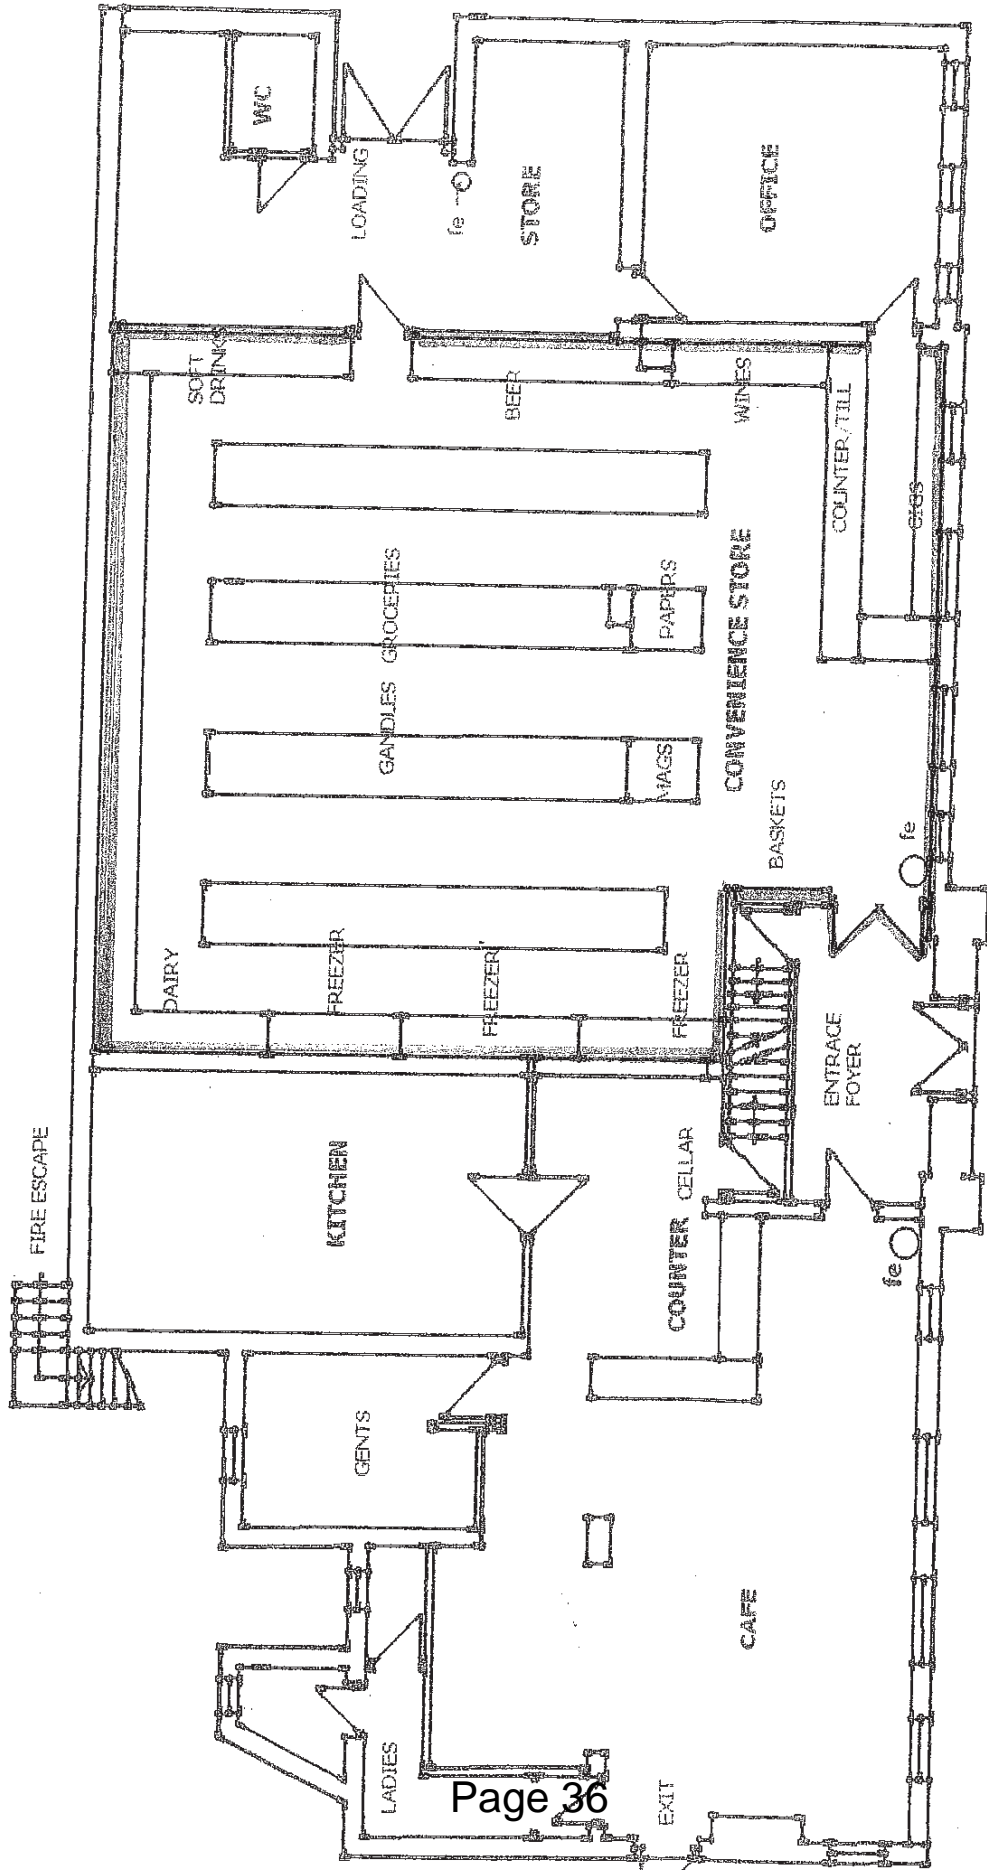 WC
LOADING
fe
STORE
OFFICE
SOFT
DRINKS
BEER
WINES
COUNTER/TILL
CIGS
GROCERIES
PAPERS
GANDLES
MAGS
CONVENIENCE STORE
BASKETS
fe
DAIRY
FREEZER
FREEZER
FREEZER
ENTRACE
FOYER
FIRE ESCAPE
KITCHEN
CELLAR
COUNTER
fe
GENTS
CAFE
LADIES
EXIT
Page 36